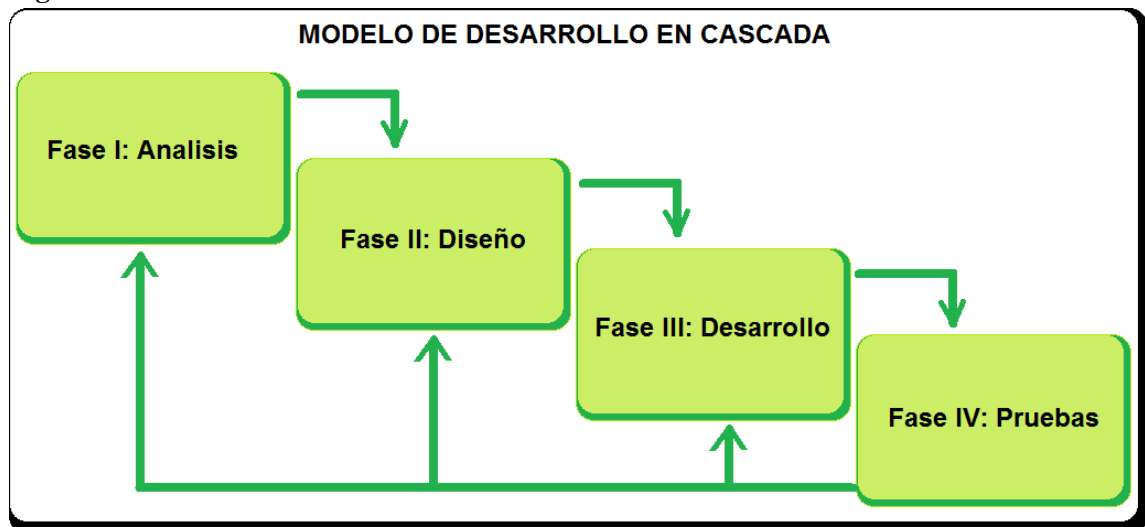 MODELO DE DESARROLLO EN CASCADA
Fase I: Analisis
Fase II: Diseño
Fase III: Desarrollo
Fase IV: Pruebas